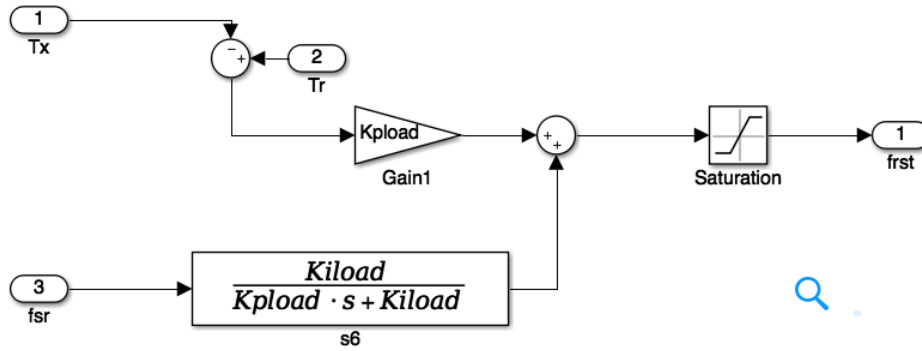 1
Tx
− +
2
Tr
Kpload
Gain1
+ +
Saturation
1
frst
3
fsr
Kiload
Kpload · s + Kiload
s6